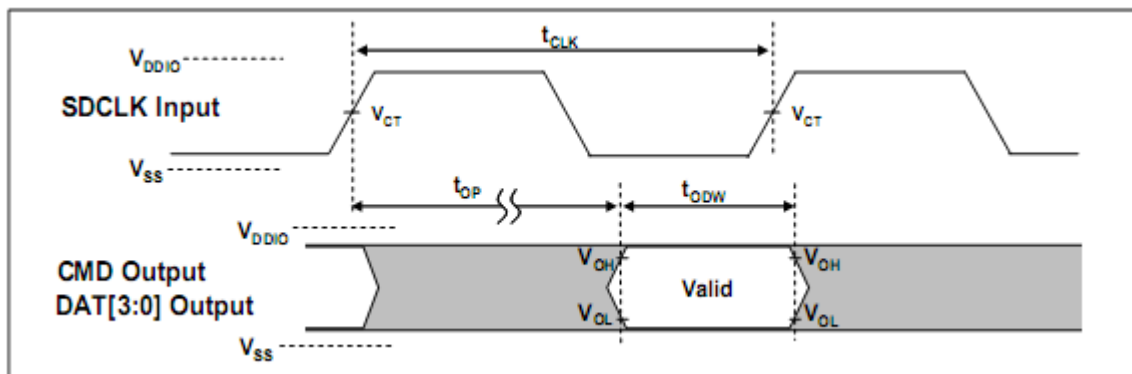 tCLK
VDDIO
SDCLK Input
VCT VCT
VSS
tOP tODW
VDDIO
VOH VOH
CMD Output
Valid
DAT[3:0] Output
VOL VOL
VSS